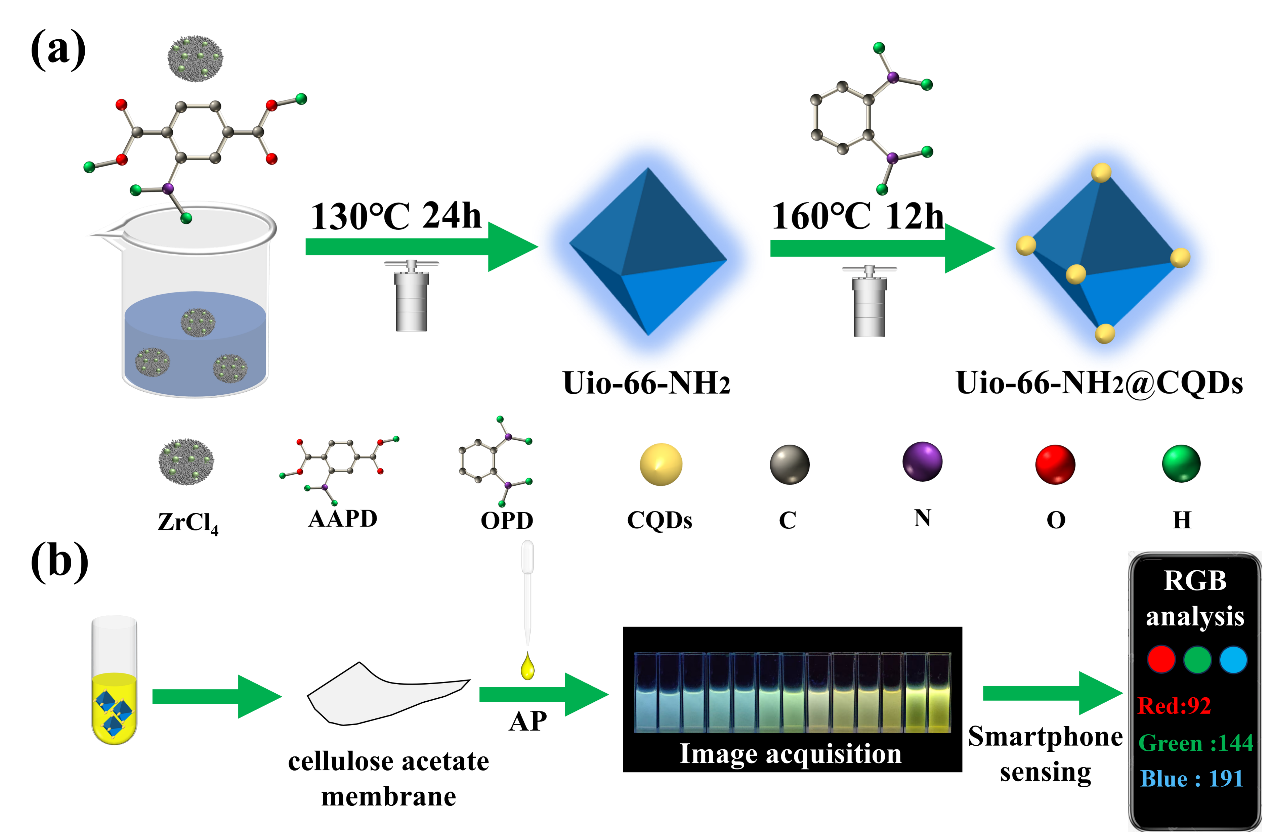 (a)
130℃ 24h
160℃ 12h
Uio-66-NH2
Uio-66-NH2@CQDs
ZrCl4
AAPD
OPD
CQDs
C
N
O
H
(b)
cellulose acetate
membrane
AP
Image acquisition
Smartphone
sensing
RGB
analysis
Red:92
Green :144
Blue : 191